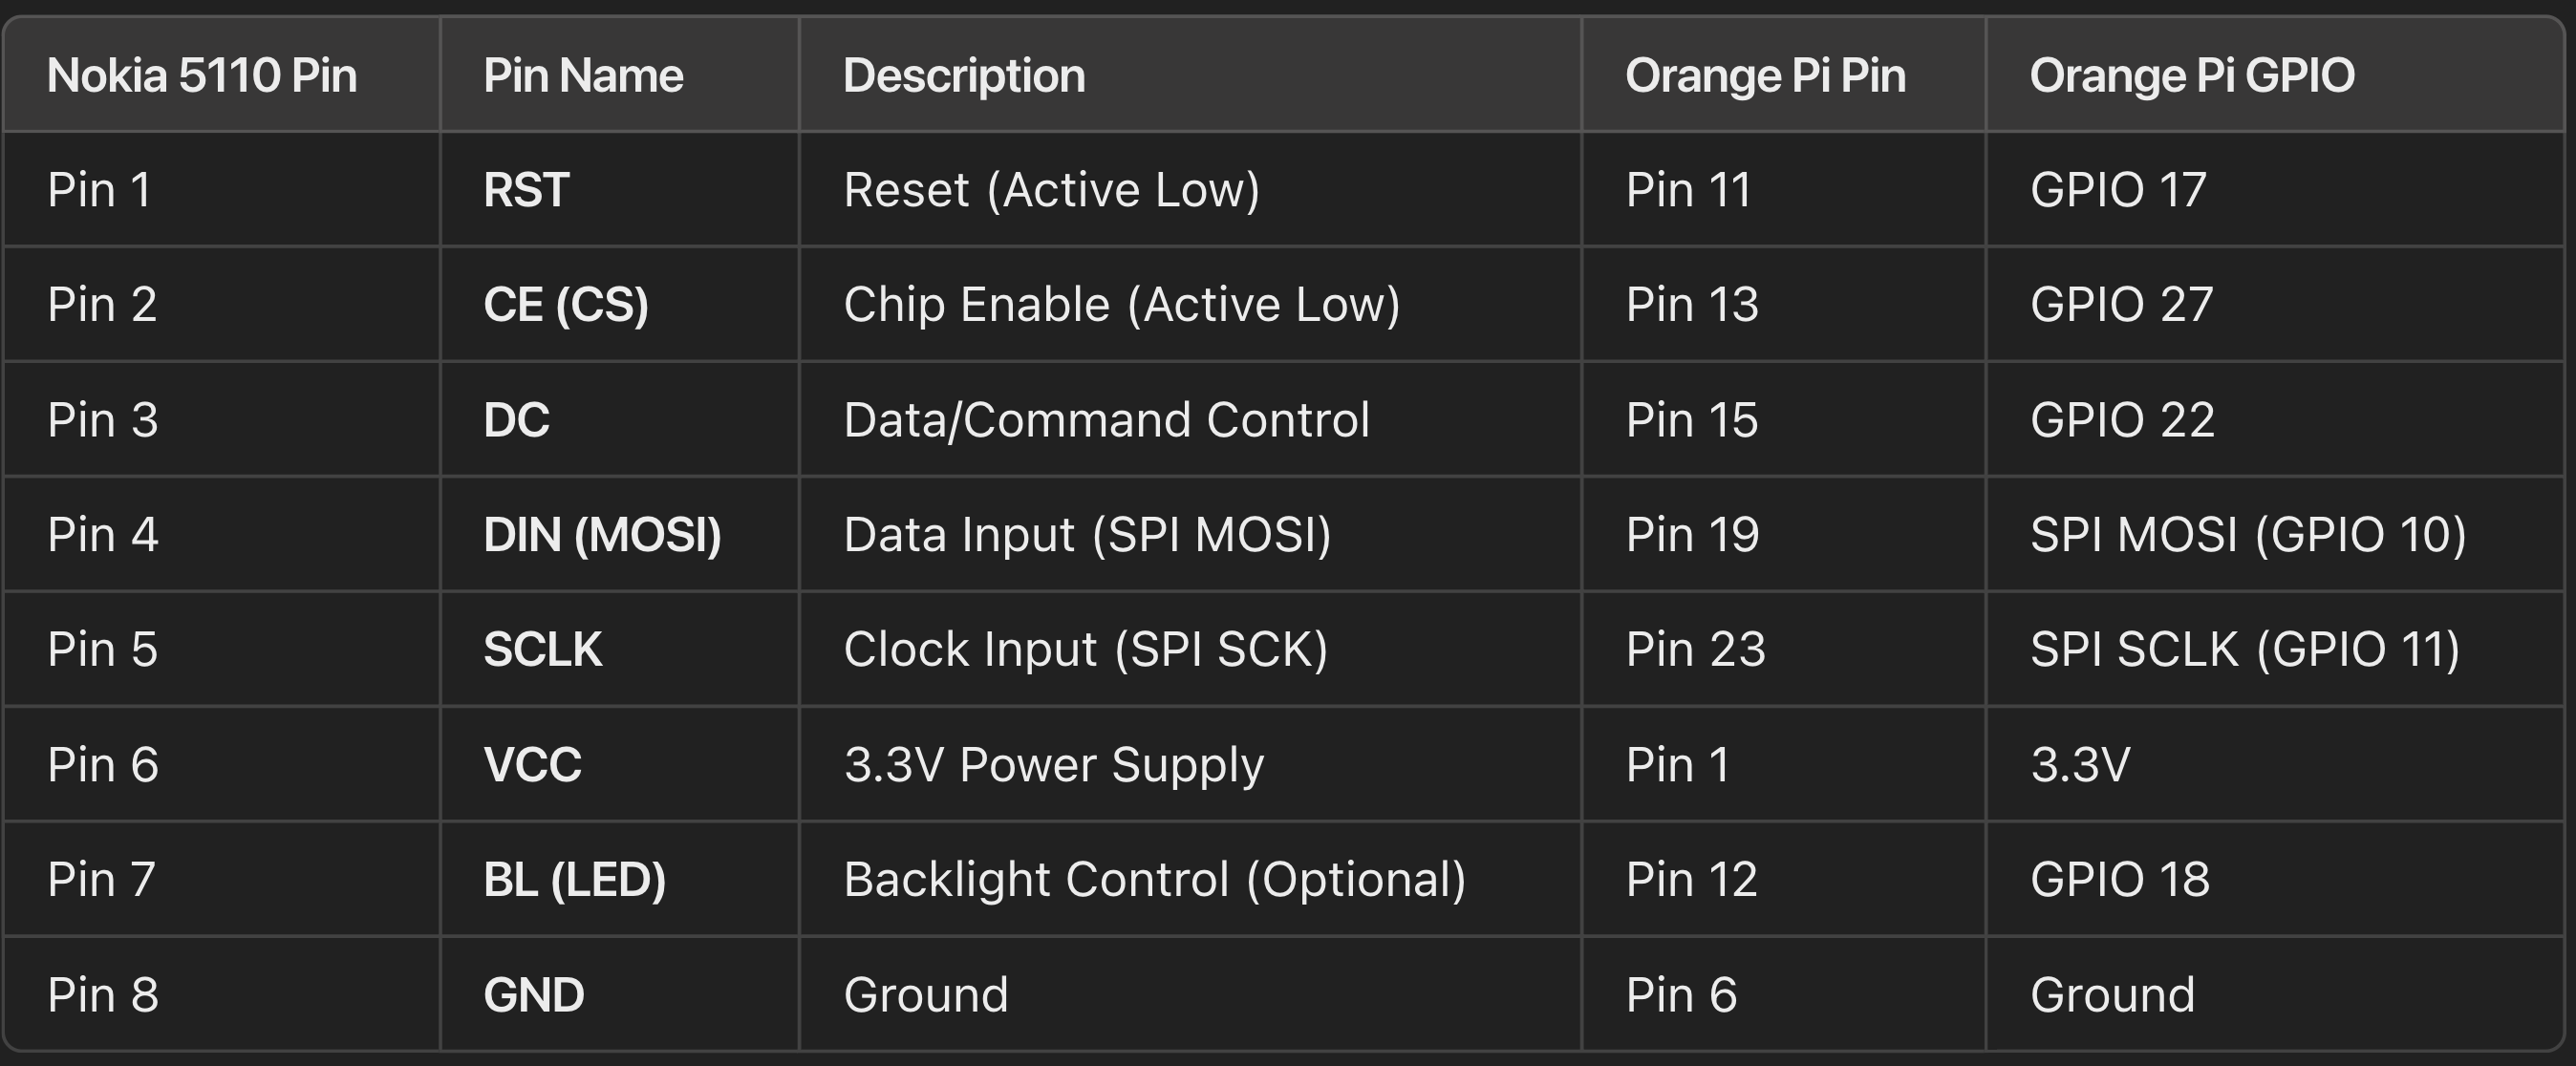 Nokia 5110 Pin Pin Name Description Orange Pi Pin Orange Pi GPIO
Pin 1 RST Reset (Active Low) Pin 11 GPIO 17
Pin 2 CE (CS) Chip Enable (Active Low) Pin 13 GPIO 27
Pin 3 DC Data/Command Control Pin 15 GPIO 22
Pin 4 DIN (MOSI) Data Input (SPI MOSI) Pin 19 SPI MOSI (GPIO 10)
Pin 5 SCLK Clock Input (SPI SCK) Pin 23 SPI SCLK (GPIO 11)
Pin 6 VCC 3.3V Power Supply Pin 1 3.3V
Pin 7 BL (LED) Backlight Control (Optional) Pin 12 GPIO 18
Pin 8 GND Ground Pin 6 Ground